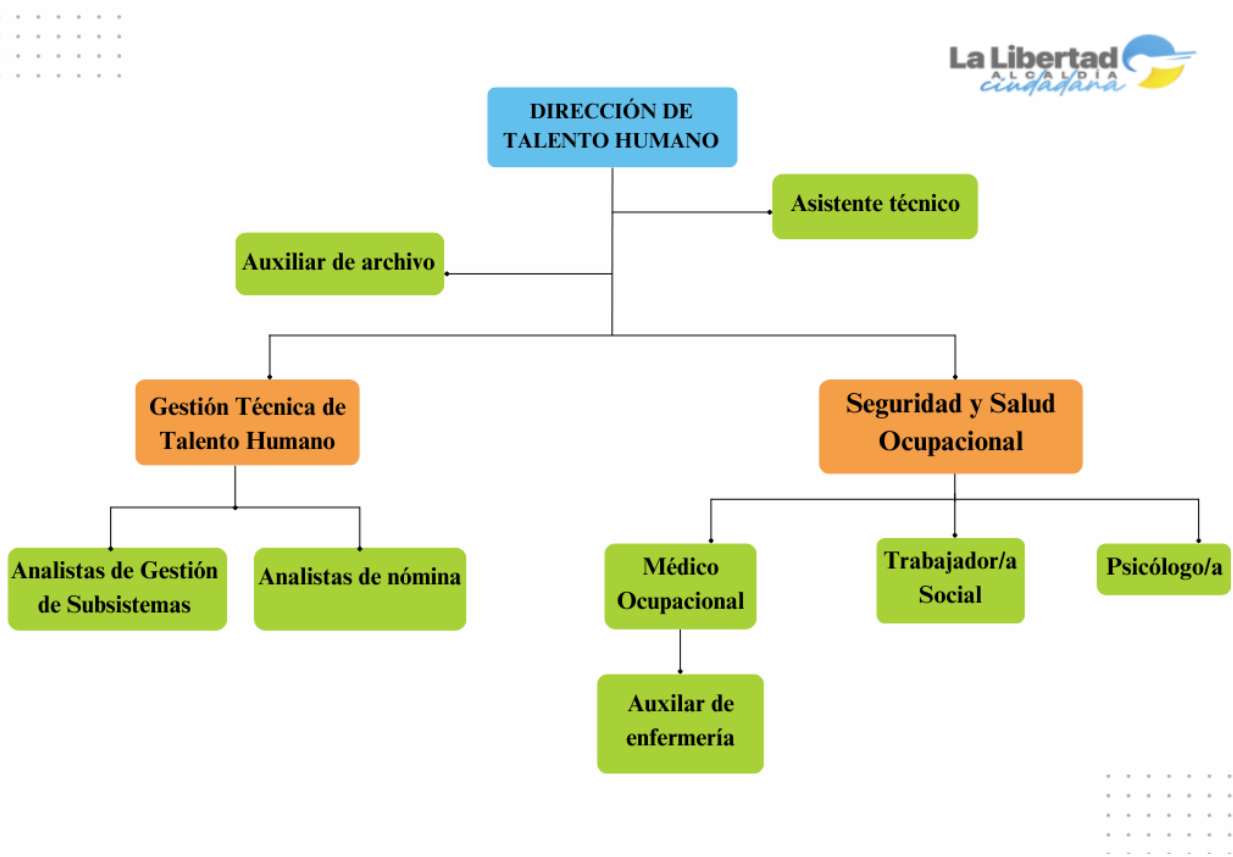 La Libertad
ALCALDÍA
ciudadana
DIRECCIÓN DE
TALENTO HUMANO
Asistente técnico
Auxiliar de archivo
Gestión Técnica de
Talento Humano
Seguridad y Salud
Ocupacional
Analistas de Gestión
de Subsistemas
Analistas de nómina
Médico
Ocupacional
Trabajador/a
Social
Psicólogo/a
Auxilar de
enfermería